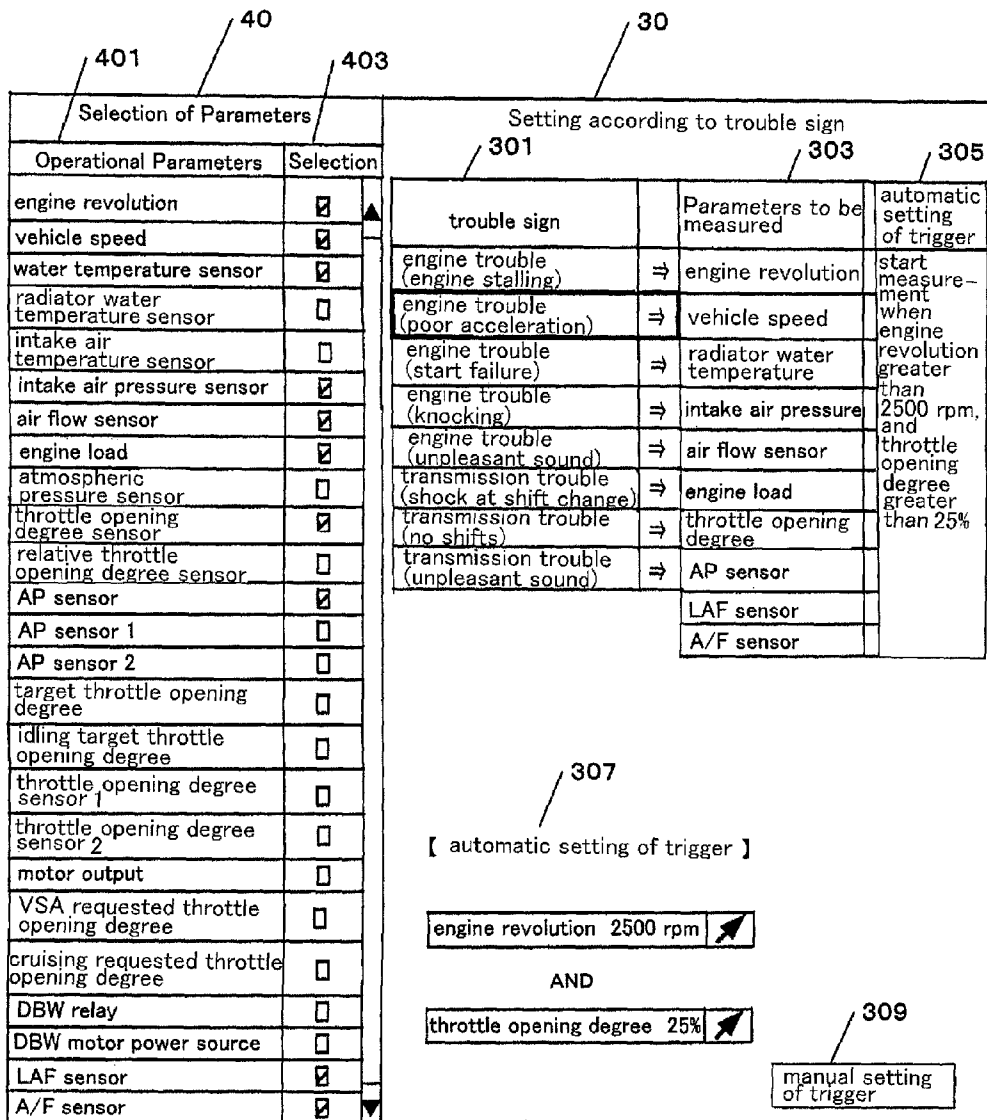 40
30
401
403
Selection of Parameters
Operational Parameters
Selection
engine revolution
vehicle speed
water temperature sensor
radiator water
temperature sensor
intake air
temperature sensor
intake air pressure sensor
air flow sensor
engine load
atmospheric
pressure sensor
throttle opening
degree sensor
relative throttle
opening degree sensor
AP sensor
AP sensor 1
AP sensor 2
target throttle opening
degree
idling target throttle
opening degree
throttle opening degree
sensor 1
throttle opening degree
sensor 2
motor output
VSA requested throttle
opening degree
cruising requested throttle
opening degree
DBW relay
DBW motor power source
LAF sensor
A/F sensor
Setting according to trouble sign
301
303
305
trouble sign
engine trouble
(engine stalling)
⇒
engine trouble
(poor acceleration)
⇒
engine trouble
(start failure)
⇒
engine trouble
(knocking)
⇒
engine trouble
(unpleasant sound)
⇒
transmission trouble
(shock at shift change)
⇒
transmission trouble
(no shifts)
⇒
transmission trouble
(unpleasant sound)
⇒
Parameters to be
measured
engine revolution
vehicle speed
radiator water
temperature
intake air pressure
air flow sensor
engine load
throttle opening
degree
AP sensor
LAF sensor
A/F sensor
automatic
setting
of trigger
start
measure-
ment
when
engine
revolution
greater
than
2500 rpm,
and
throttle
opening
degree
greater
than 25%
307
【 automatic setting of trigger 】
engine revolution 2500 rpm
AND
throttle opening degree 25%
309
manual setting
of trigger